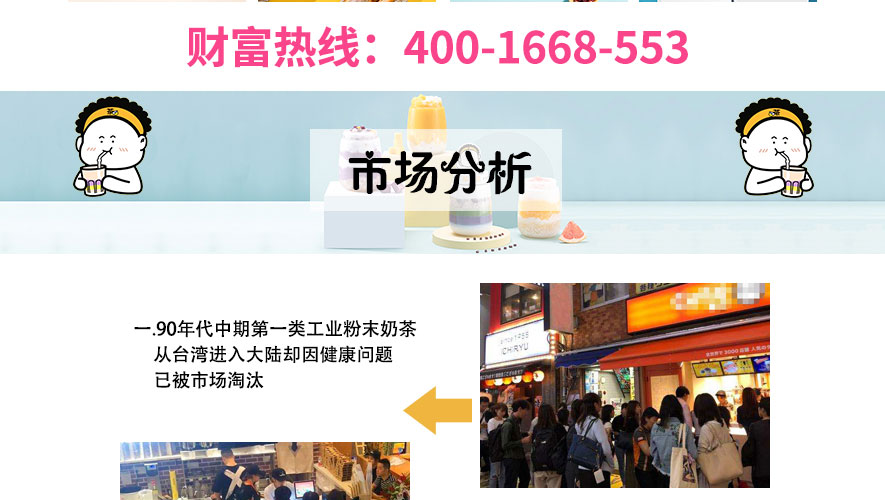 财富热线：400-1668-553
市场分析
一.90年代中期第一类工业粉末奶茶
从台湾进入大陆却因健康问题
已被市场淘汰
ICHIRYU